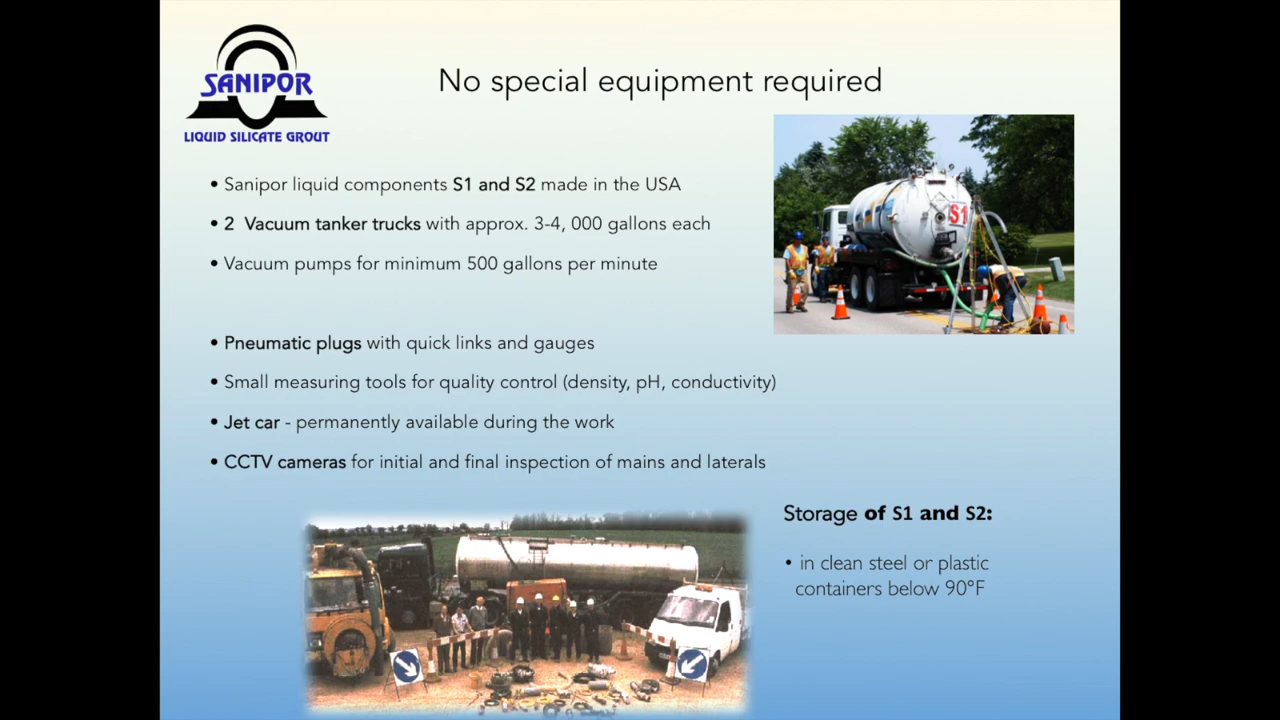 SANIPOR
LIQUID SILICATE GROUT
No special equipment required
• Sanipor liquid components S1 and S2 made in the USA
• 2  Vacuum tanker trucks with approx. 3-4, 000 gallons each
• Vacuum pumps for minimum 500 gallons per minute
S1
• Pneumatic plugs with quick links and gauges
• Small measuring tools for quality control (density, pH, conductivity)
• Jet car - permanently available during the work
• CCTV cameras for initial and final inspection of mains and laterals
Storage of S1 and S2:
• in clean steel or plastic
containers below 90°F